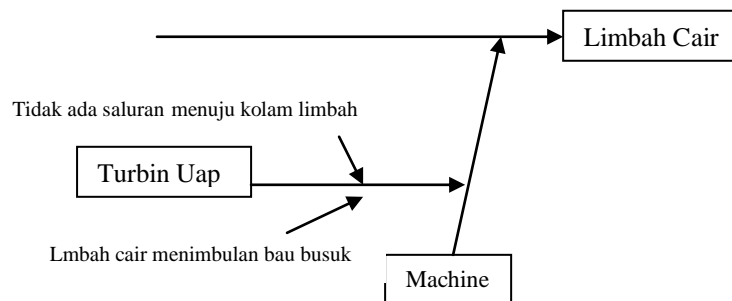 Limbah Cair
Tidak ada saluran menuju kolam limbah
Turbin Uap
Lmbah cair menimbulan bau busuk
Machine